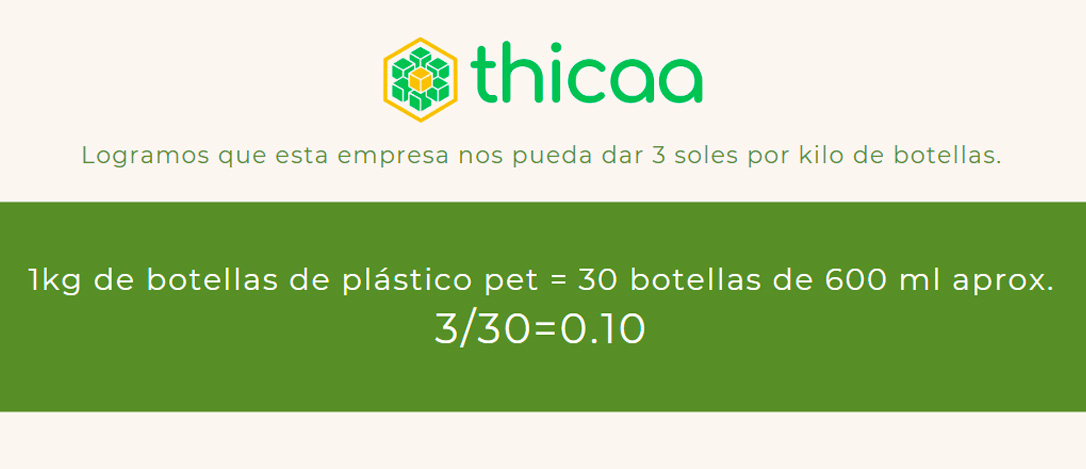 thicaa
Logramos que esta empresa nos pueda dar 3 soles por kilo de botellas.
1kg de botellas de plástico pet = 30 botellas de 600 ml aprox.
3/30=0.10